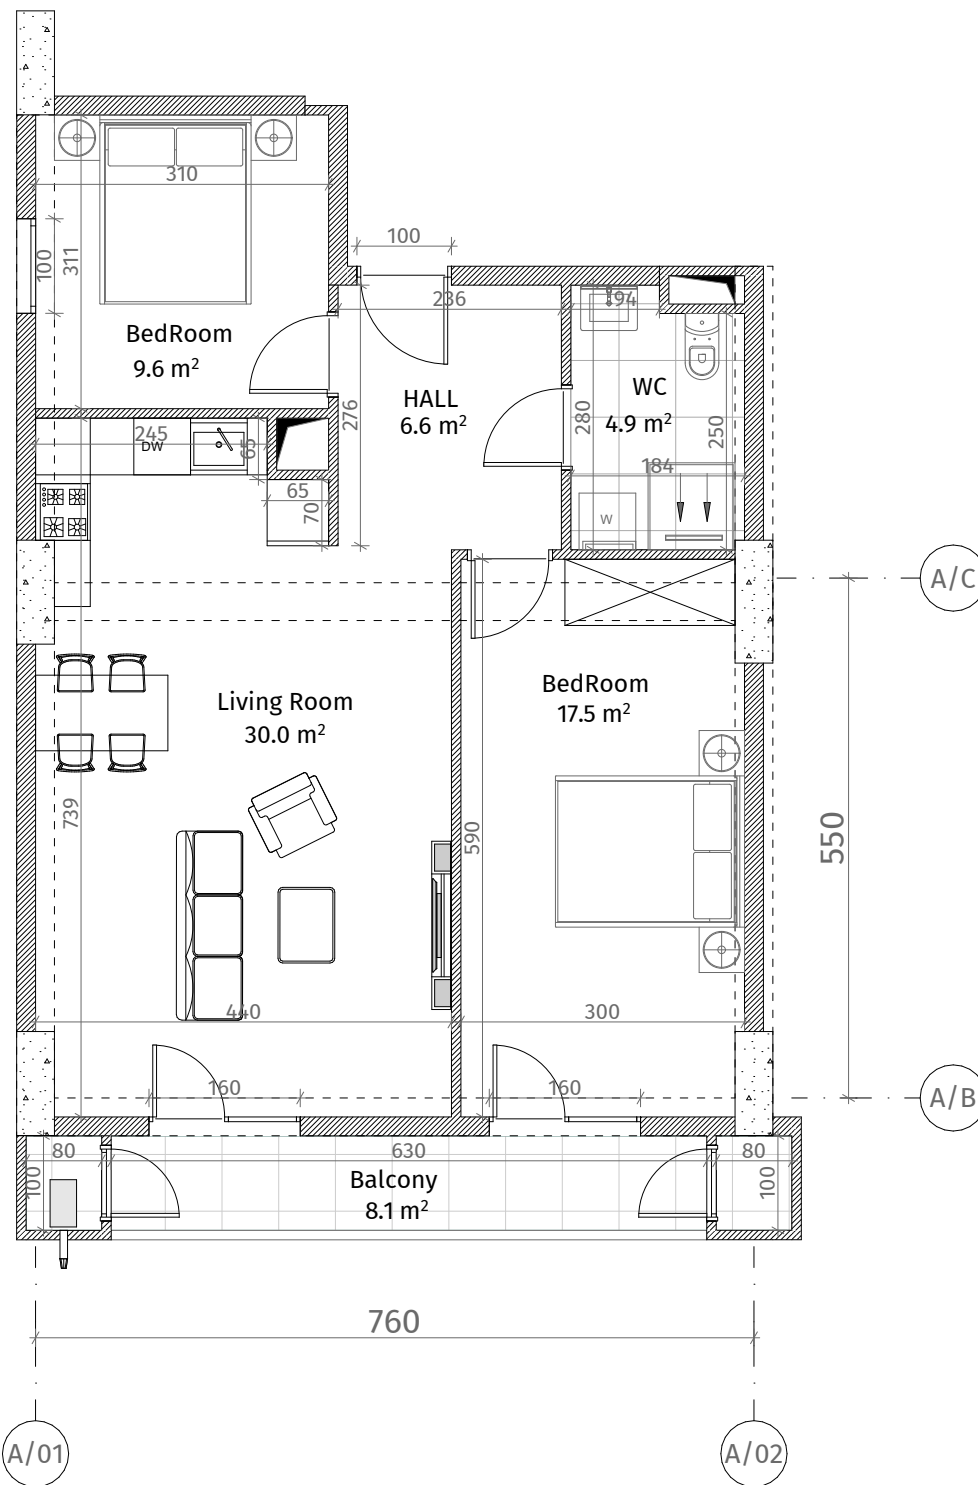 310
100
311
100
BedRoom
9.6 m²
236
194
HALL
6.6 m²
276
WC
4.9 m²
280
250
184
245
DW
65
65
70
W
A/C
Living Room
30.0 m²
BedRoom
17.5 m²
739
590
550
440
300
160
160
A/B
80
630
80
100
Balcony
8.1 m²
100
760
A/01
A/02